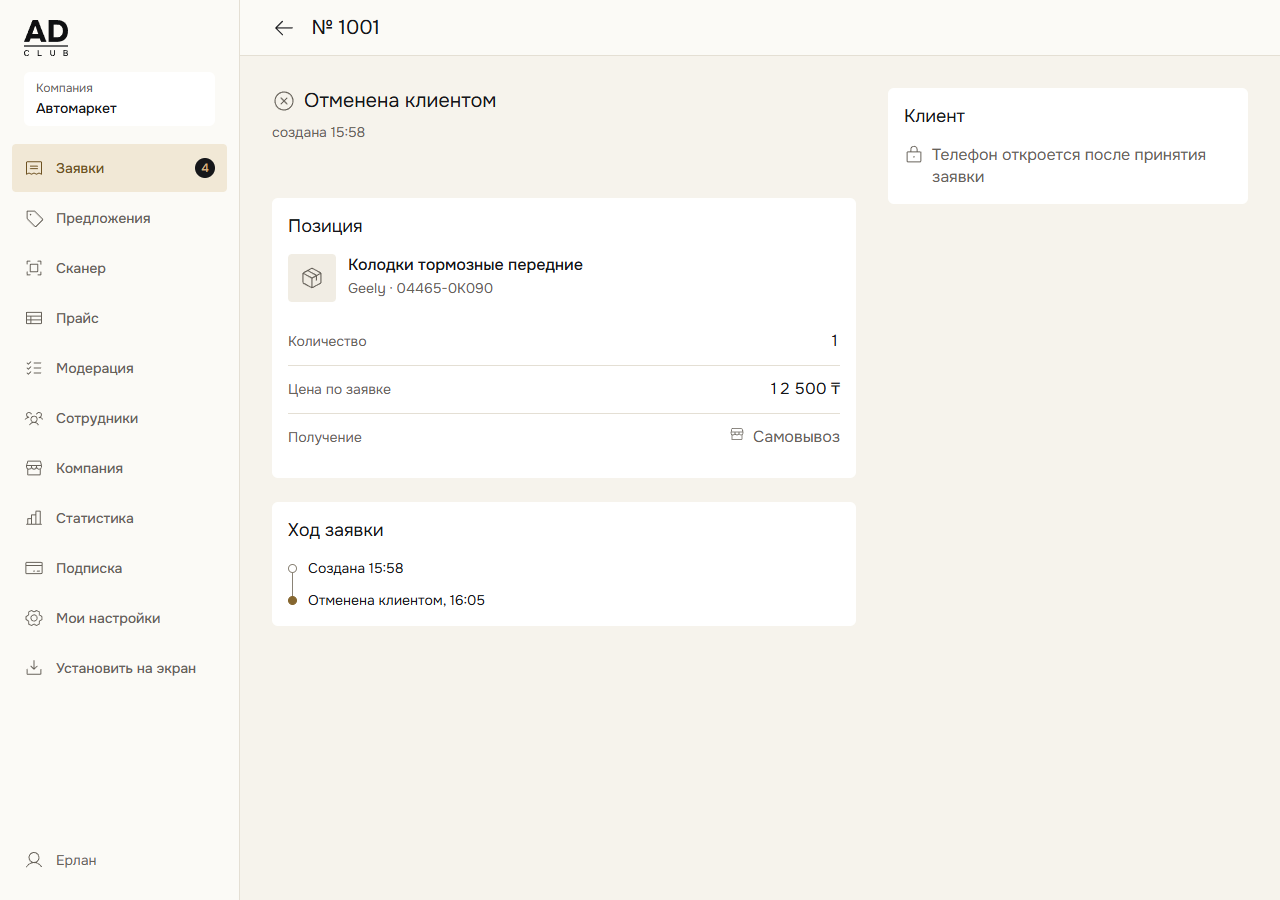 AD
CLUB
Компания
Автомаркет
Заявки 4
Предложения
Сканер
Прайс
Модерация
Сотрудники
Компания
Статистика
Подписка
Мои настройки
Установить на экран
Ерлан
№ 1001
Отменена клиентом
создана 15:58
Позиция
Колодки тормозные передние
Geely · 04465-0K090
Количество 1
Цена по заявке 12 500 ₸
Получение Самовывоз
Ход заявки
Создана 15:58
Отменена клиентом, 16:05
Клиент
Телефон откроется после принятия
заявки